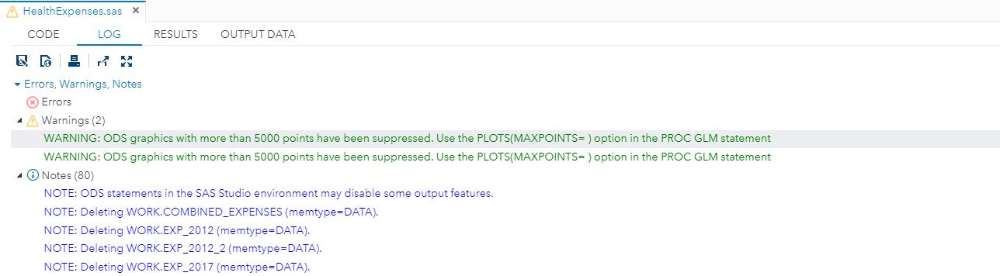 HealthExpenses.sas ×
CODE LOG RESULTS OUTPUT DATA
Errors, Warnings, Notes
Errors
Warnings (2)
WARNING: ODS graphics with more than 5000 points have been suppressed. Use the PLOTS(MAXPOINTS= ) option in the PROC GLM statement
WARNING: ODS graphics with more than 5000 points have been suppressed. Use the PLOTS(MAXPOINTS= ) option in the PROC GLM statement
Notes (80)
NOTE: ODS statements in the SAS Studio environment may disable some output features.
NOTE: Deleting WORK.COMBINED_EXPENSES (memtype=DATA).
NOTE: Deleting WORK.EXP_2012 (memtype=DATA).
NOTE: Deleting WORK.EXP_2012_2 (memtype=DATA).
NOTE: Deleting WORK.EXP_2017 (memtype=DATA).